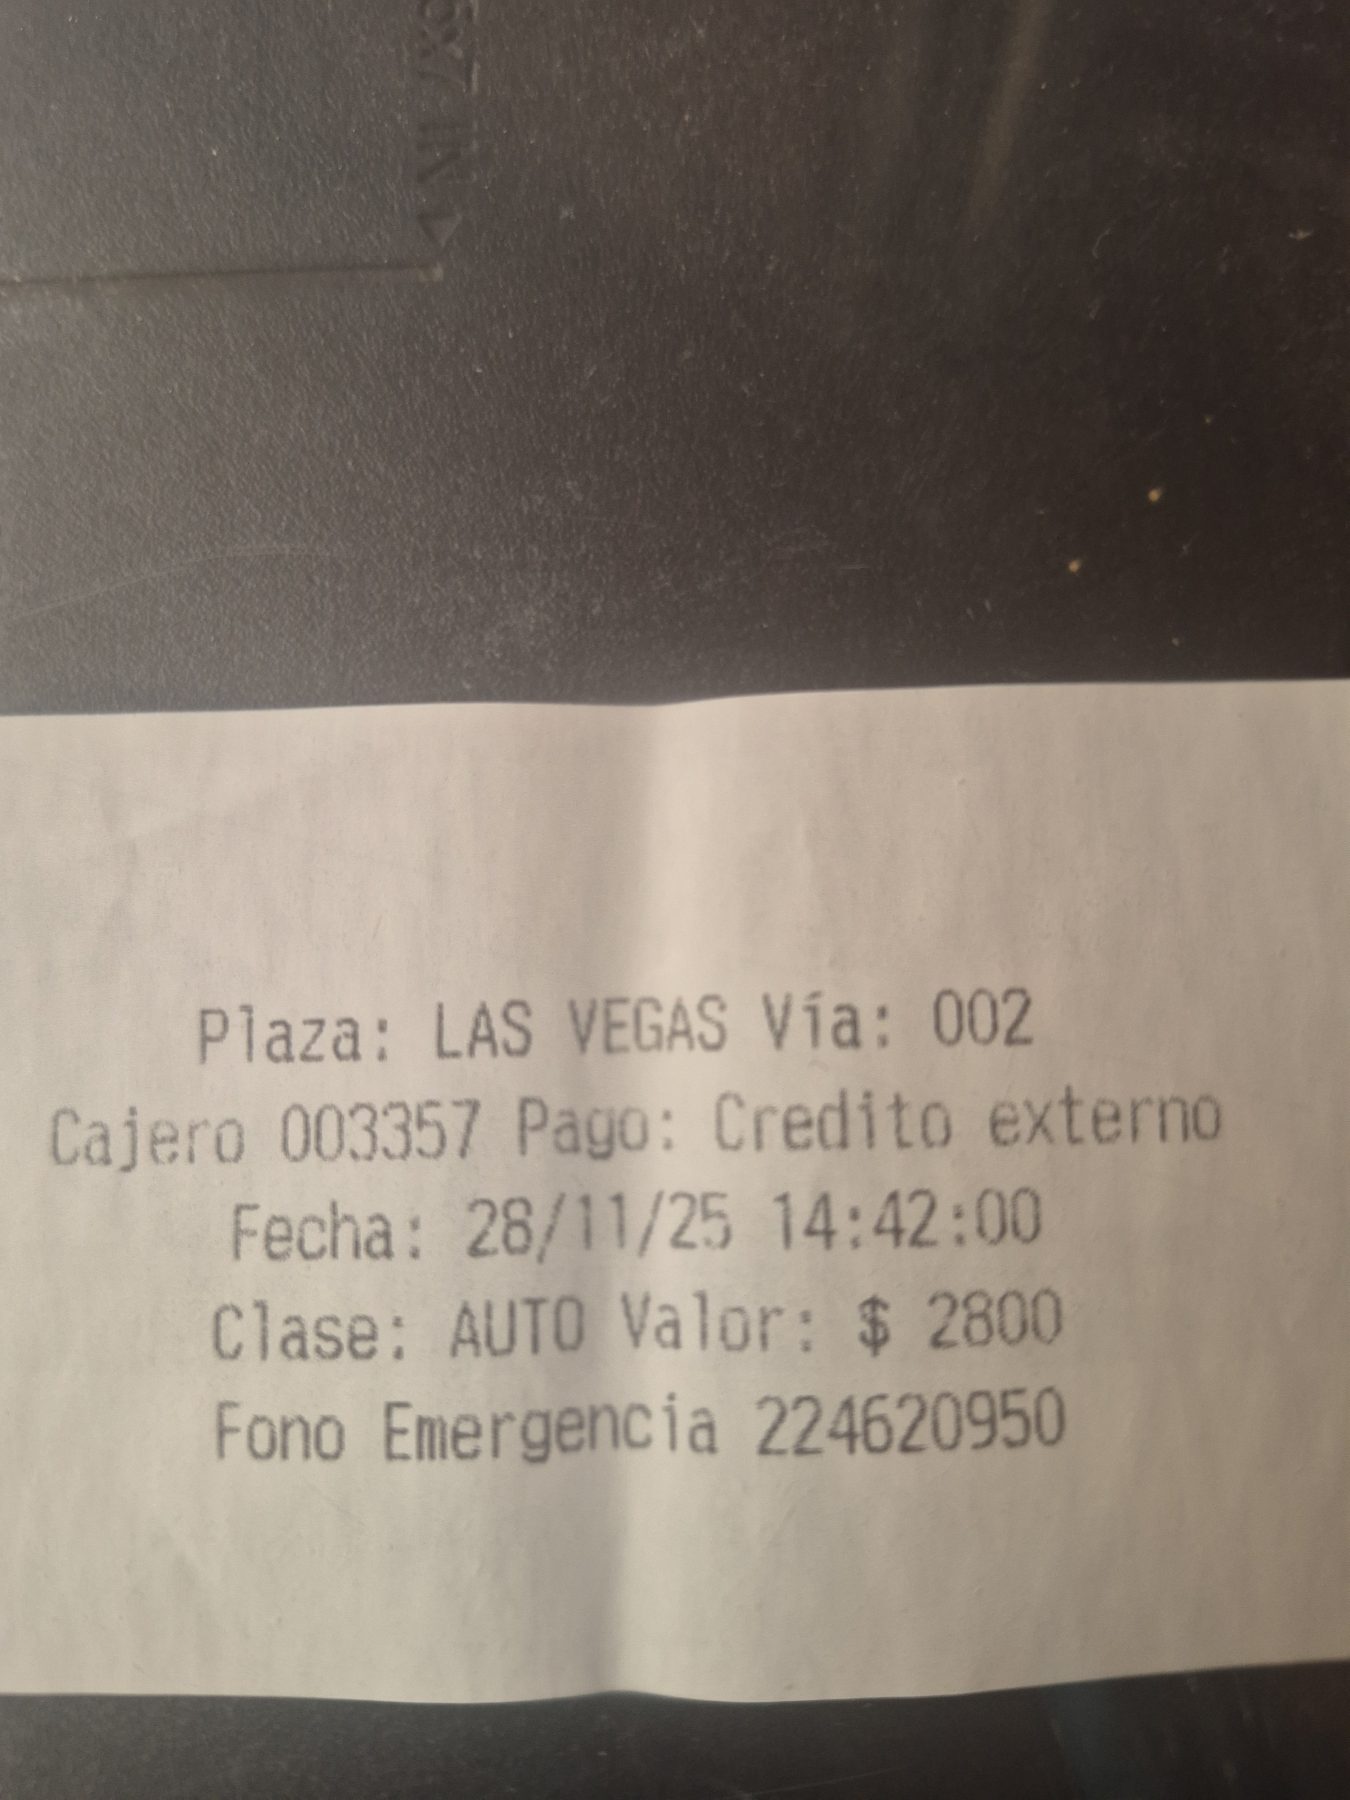 Plaza: LAS VEGAS Vía: 002
Cajero 003357 Pago: Credito externo
Fecha: 28/11/25 14:42:00
Clase: AUTO Valor: $ 2800
Fono Emergencia 224620950